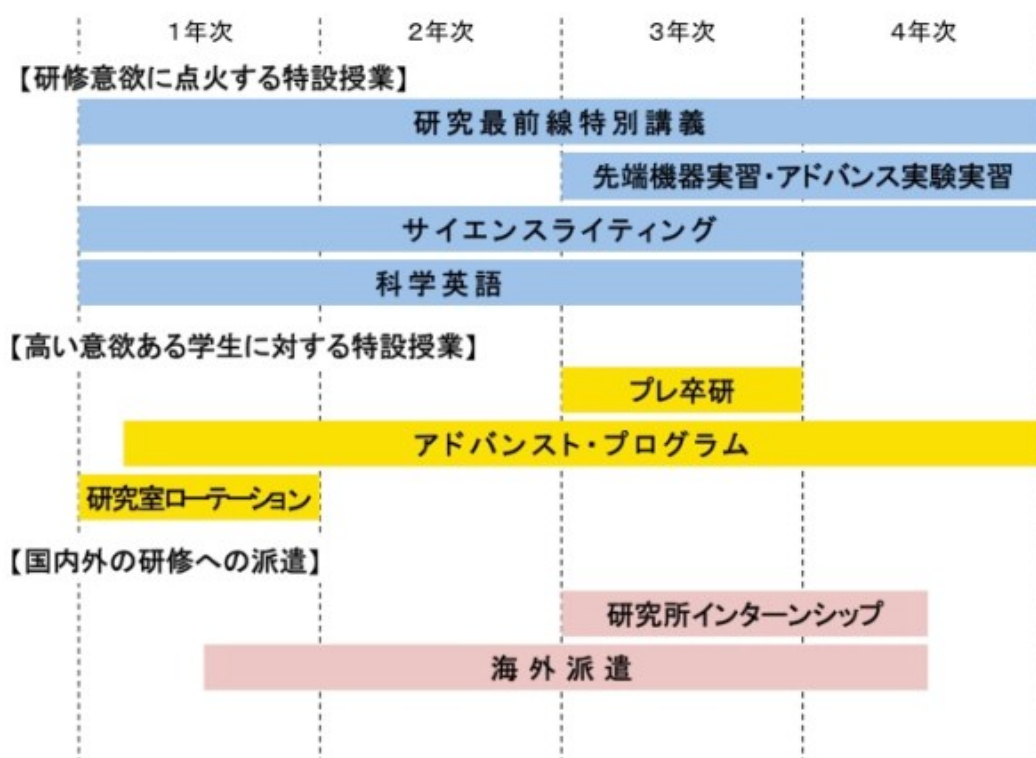 1年次 2年次 3年次 4年次
【研修意欲に点火する特設授業】
研究最前線特別講義
先端機器実習・アドバンス実験実習
サイエンスライティング
科学英語
【高い意欲ある学生に対する特設授業】
プレ卒研
アドバンスト・プログラム
研究室ローテーション
【国内外の研修への派遣】
研究所インターンシップ
海外派遣